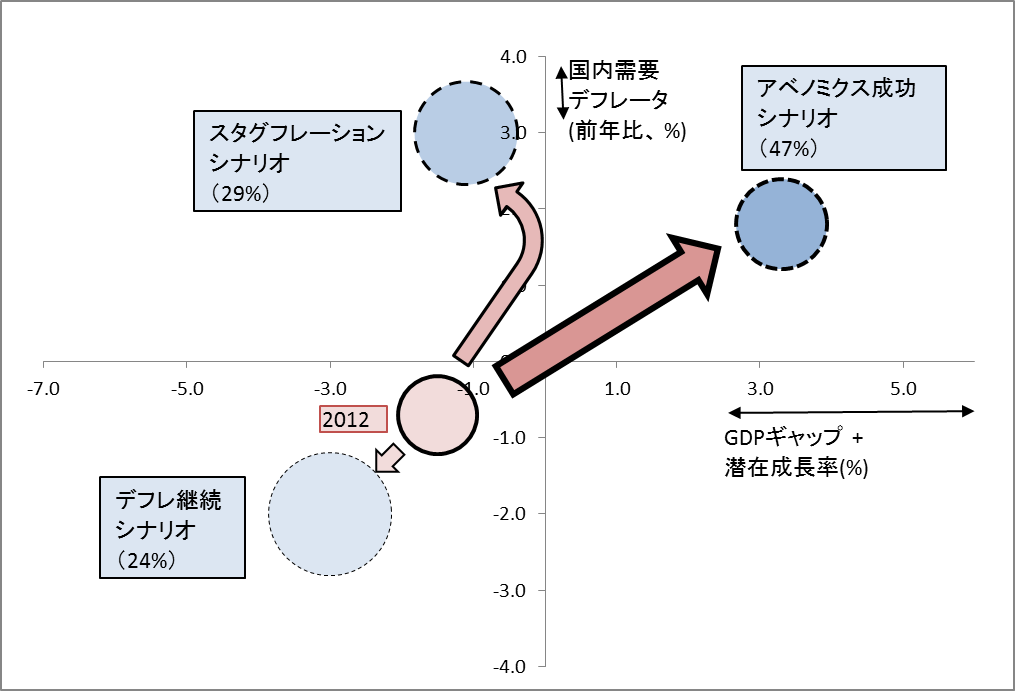 4.0
国内需要
デフレータ
(前年比、%)
アベノミクス成功
シナリオ
（47%）
スタグフレーション
シナリオ
（29%）
3.0
-7.0
-5.0
-3.0
-1.0
1.0
3.0
5.0
2012
-1.0
GDPギャップ +
潜在成長率(%)
デフレ継続
シナリオ
（24%）
-2.0
-3.0
-4.0